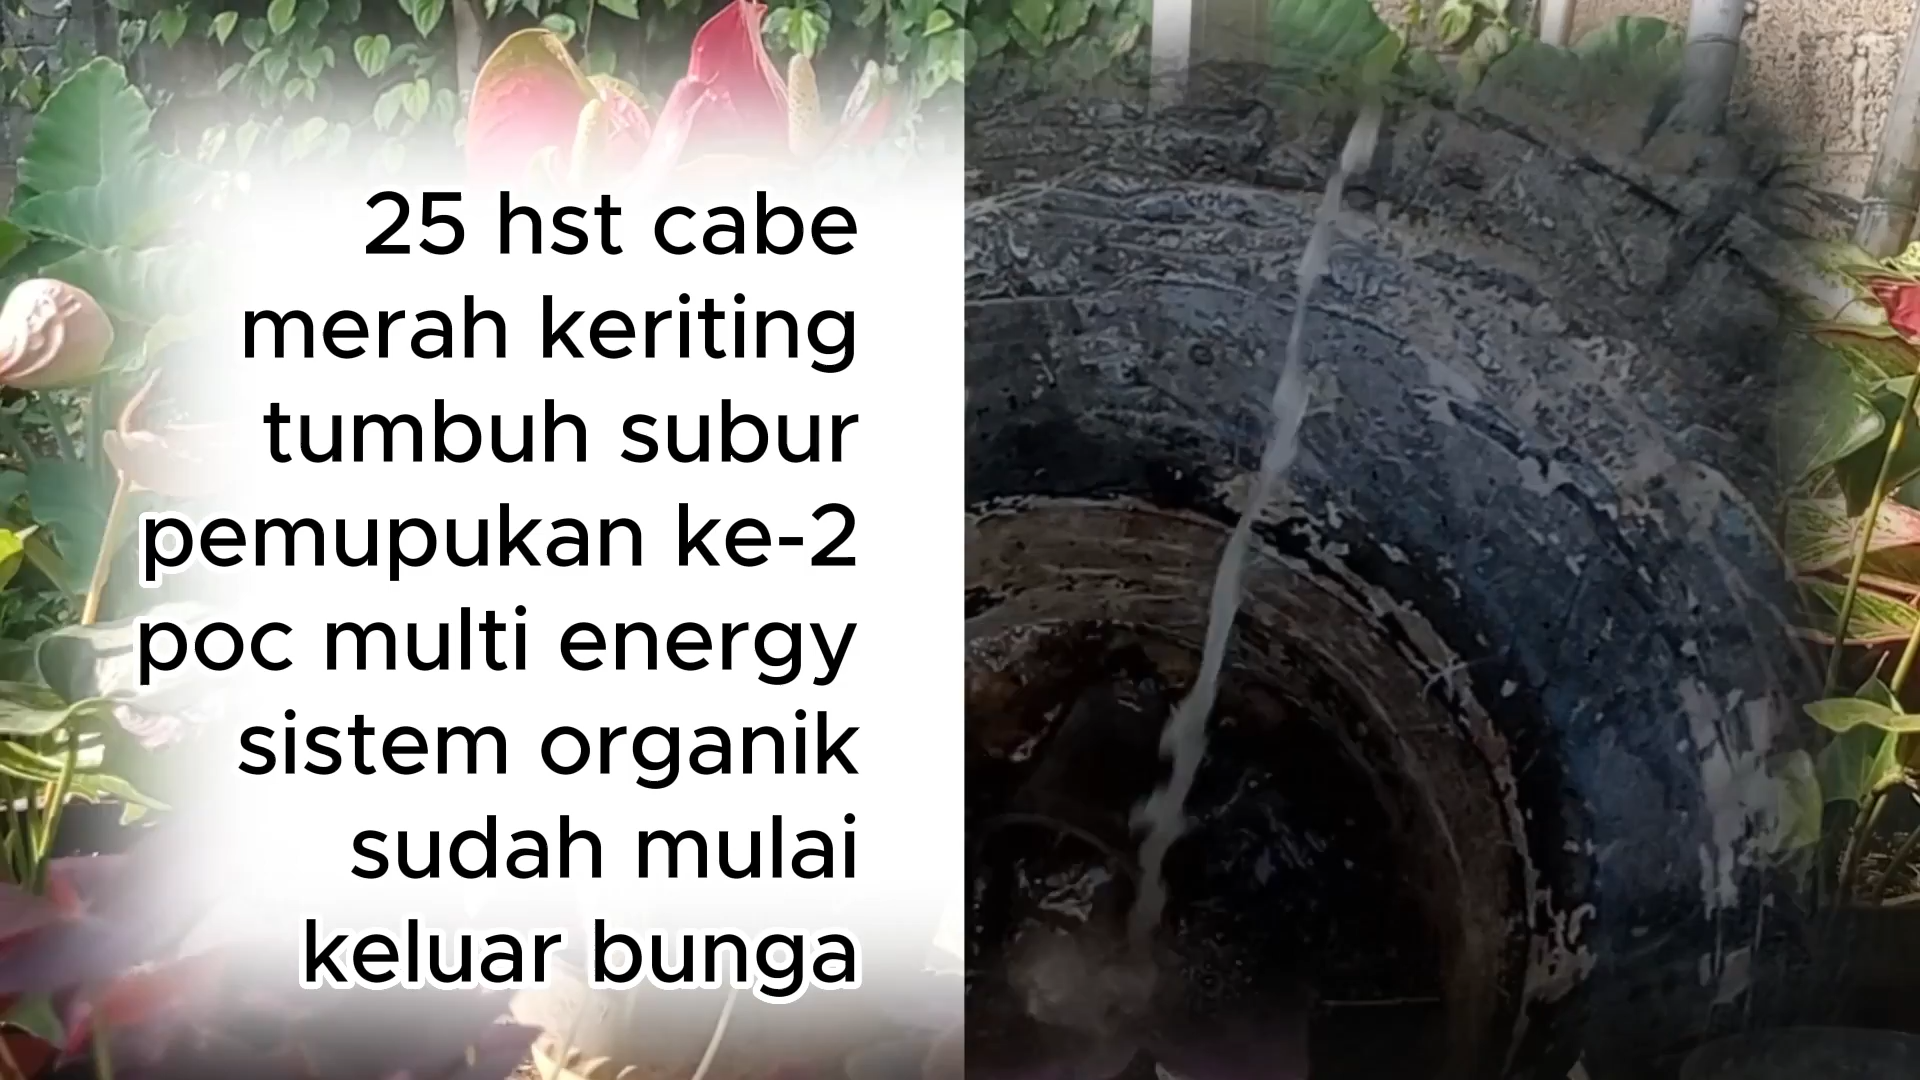 25 hst cabe
merah keriting
tumbuh subur
pemupukan ke-2
poc multi energy
sistem organik
sudah mulai
keluar bunga